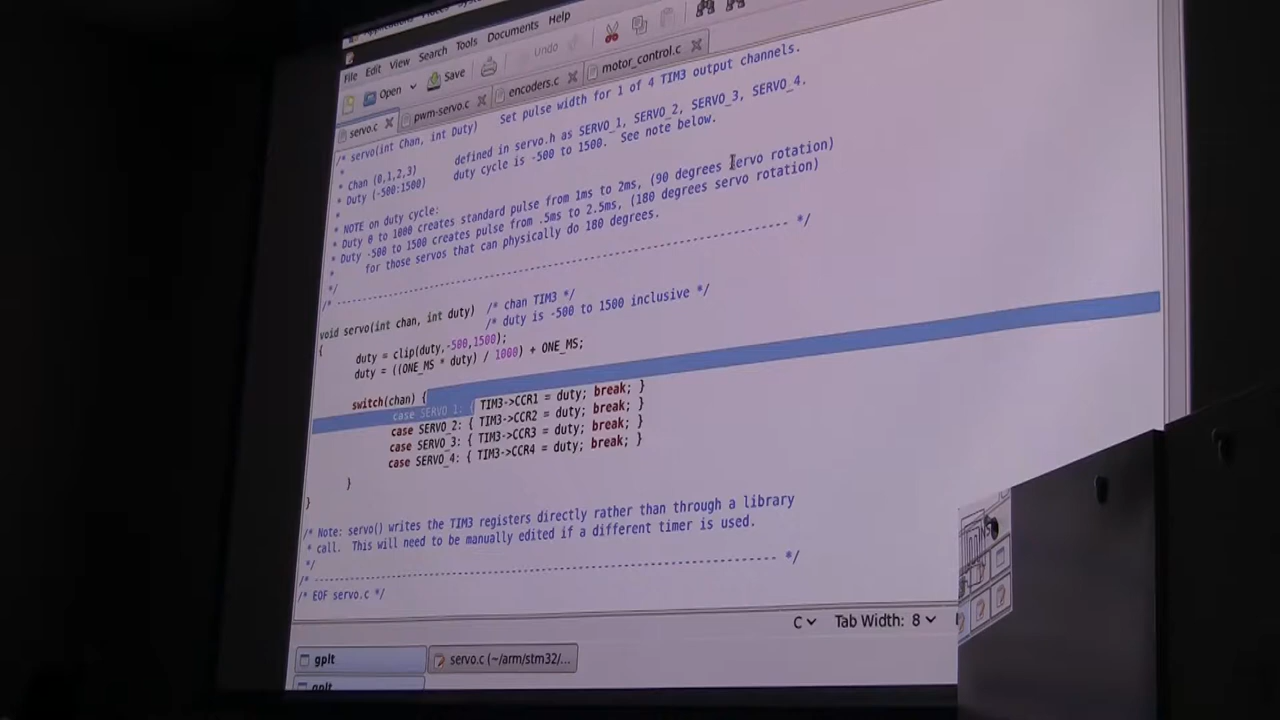 File Edit View Search Tools Documents Help
Open Save Undo
servo.c pwm-servo.c encoders.c motor_control.c
/* servo(int Chan, int Duty) Set pulse width for 1 of 4 TIM3 output channels.
*
* Chan (0,1,2,3) defined in servo.h as SERVO_1, SERVO_2, SERVO_3, SERVO_4.
* Duty (-500:1500) duty cycle is -500 to 1500. See note below.
*
* NOTE on duty cycle:
* Duty 0 to 1000 creates standard pulse from 1ms to 2ms, (90 degrees servo rotation)
* Duty -500 to 1500 creates pulse from .5ms to 2.5ms, (180 degrees servo rotation)
* for those servos that can physically do 180 degrees.
*
*/
/* ------------------------------------------------------------ */
void servo(int chan, int duty) /* chan TIM3 */
{ /* duty is -500 to 1500 inclusive */
duty = clip(duty,-500,1500);
duty = ((ONE_MS * duty) / 1000) + ONE_MS;
switch(chan) {
case SERVO_1: { TIM3->CCR1 = duty; break; }
case SERVO_2: { TIM3->CCR2 = duty; break; }
case SERVO_3: { TIM3->CCR3 = duty; break; }
case SERVO_4: { TIM3->CCR4 = duty; break; }
}
}
/* Note: servo() writes the TIM3 registers directly rather than through a library
* call. This will need to be manually edited if a different timer is used.
*/
/* ------------------------------------------------------------ */
/* EOF servo.c */
C Tab Width: 8
gplt servo.c (~/arm/stm32/...